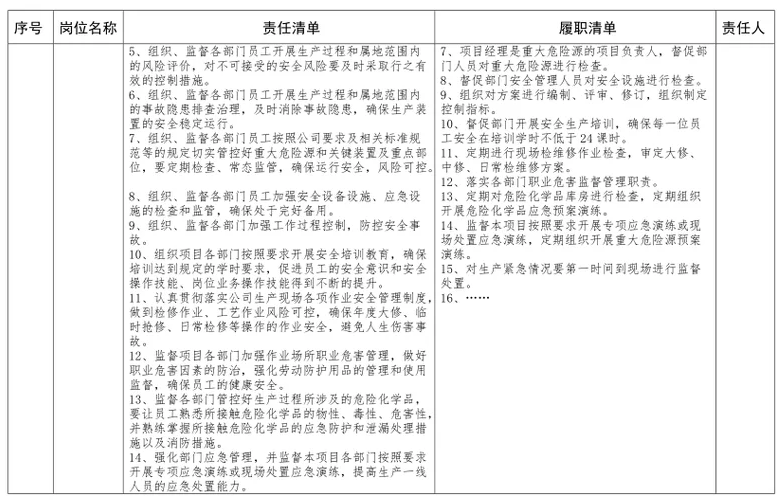 序号 岗位名称 责任清单 履职清单 责任人
5、组织、监督各部门员工开展生产过程和属地范围内
的风险评价，对不可接受的安全风险要及时采取行之有
效的控制措施。
6、组织、监督各部门员工开展生产过程和属地范围内
的事故隐患排查治理，及时消除事故隐患，确保生产装
置的安全稳定运行。
7、组织、监督各部门员工按照公司要求及相关标准规
范等的规定切实管控好重大危险源和关键装置及重点部
位，要定期检查、常态监管，确保运行安全，风险可控。
8、组织、监督各部门员工加强安全设备设施、应急设
施的检查和监管，确保处于完好备用。
9、组织、监督各部门加强工作过程控制，防控安全事
故。
10、组织项目各部门按照要求开展安全培训教育，确保
培训达到规定的学时要求，促进员工的安全意识和安全
操作技能、岗位业务操作技能得到不断的提升。
11、认真贯彻落实公司生产现场各项作业安全管理制度，
做到检修作业、工艺作业风险可控，确保年度大修、临
时抢修、日常检修等操作的作业安全，避免人生伤害事
故。
12、监督项目各部门加强作业场所职业危害管理，做好
职业危害因素的防治，强化劳动防护用品的管理和使用
监督，确保员工的健康安全。
13、监督各部门管控好生产过程所涉及的危险化学品，
要让员工熟悉所接触危险化学品的物性、毒性、危害性，
并熟练掌握所接触危险化学品的应急防护和泄漏处理措
施以及消防措施。
14、强化部门应急管理，并监督本项目各部门按照要求
开展专项应急演练或现场处置应急演练，提高生产一线
人员的应急处置能力。
7、项目经理是重大危险源的项目负责人，督促部
门人员对重大危险源进行检查。
8、督促部门安全管理人员对安全设施进行检查。
9、组织对方案进行编制、评审、修订，组织制定
控制指标。
10、督促部门开展安全生产培训，确保每一位员
工安全在培训学时不低于 24 课时。
11、定期进行现场检维修作业检查，审定大修、
中修、日常检维修方案。
12、落实各部门职业危害监督管理职责。
13、定期对危险化学品库房进行检查，定期组织
开展危险化学品应急预案演练。
14、监督本项目按照要求开展专项应急演练或现
场处置应急演练，定期组织开展重大危险源预案
演练。
15、对生产紧急情况要第一时间到现场进行监督
处置。
16、……